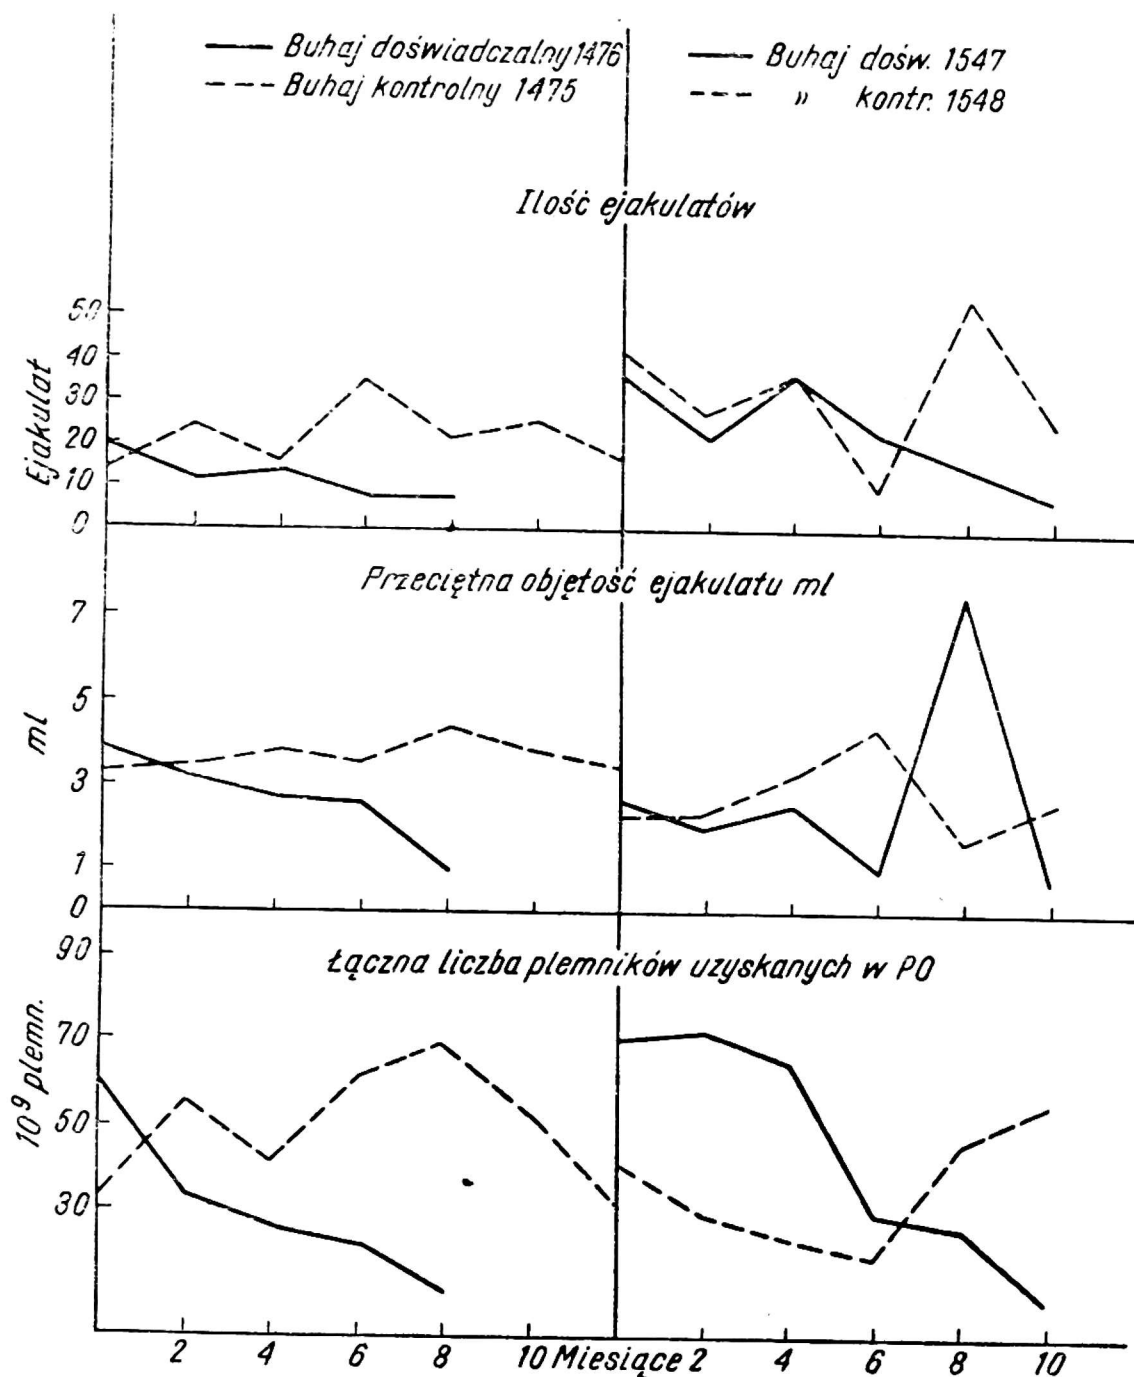 Buhaj doświadczalny 1476
Buhaj kontrolny 1475
Buhaj dośw. 1547
" kontr. 1548
Ilość ejakulatów
Ejakulat
50
40
30
20
10
0
Przeciętna objętość ejakulatu ml
ml
7
5
3
1
0
Łączna liczba plemników uzyskanych w PO
10⁹ plemn.
90
70
50
30
2 4 6 8 10 Miesiące 2 4 6 8 10